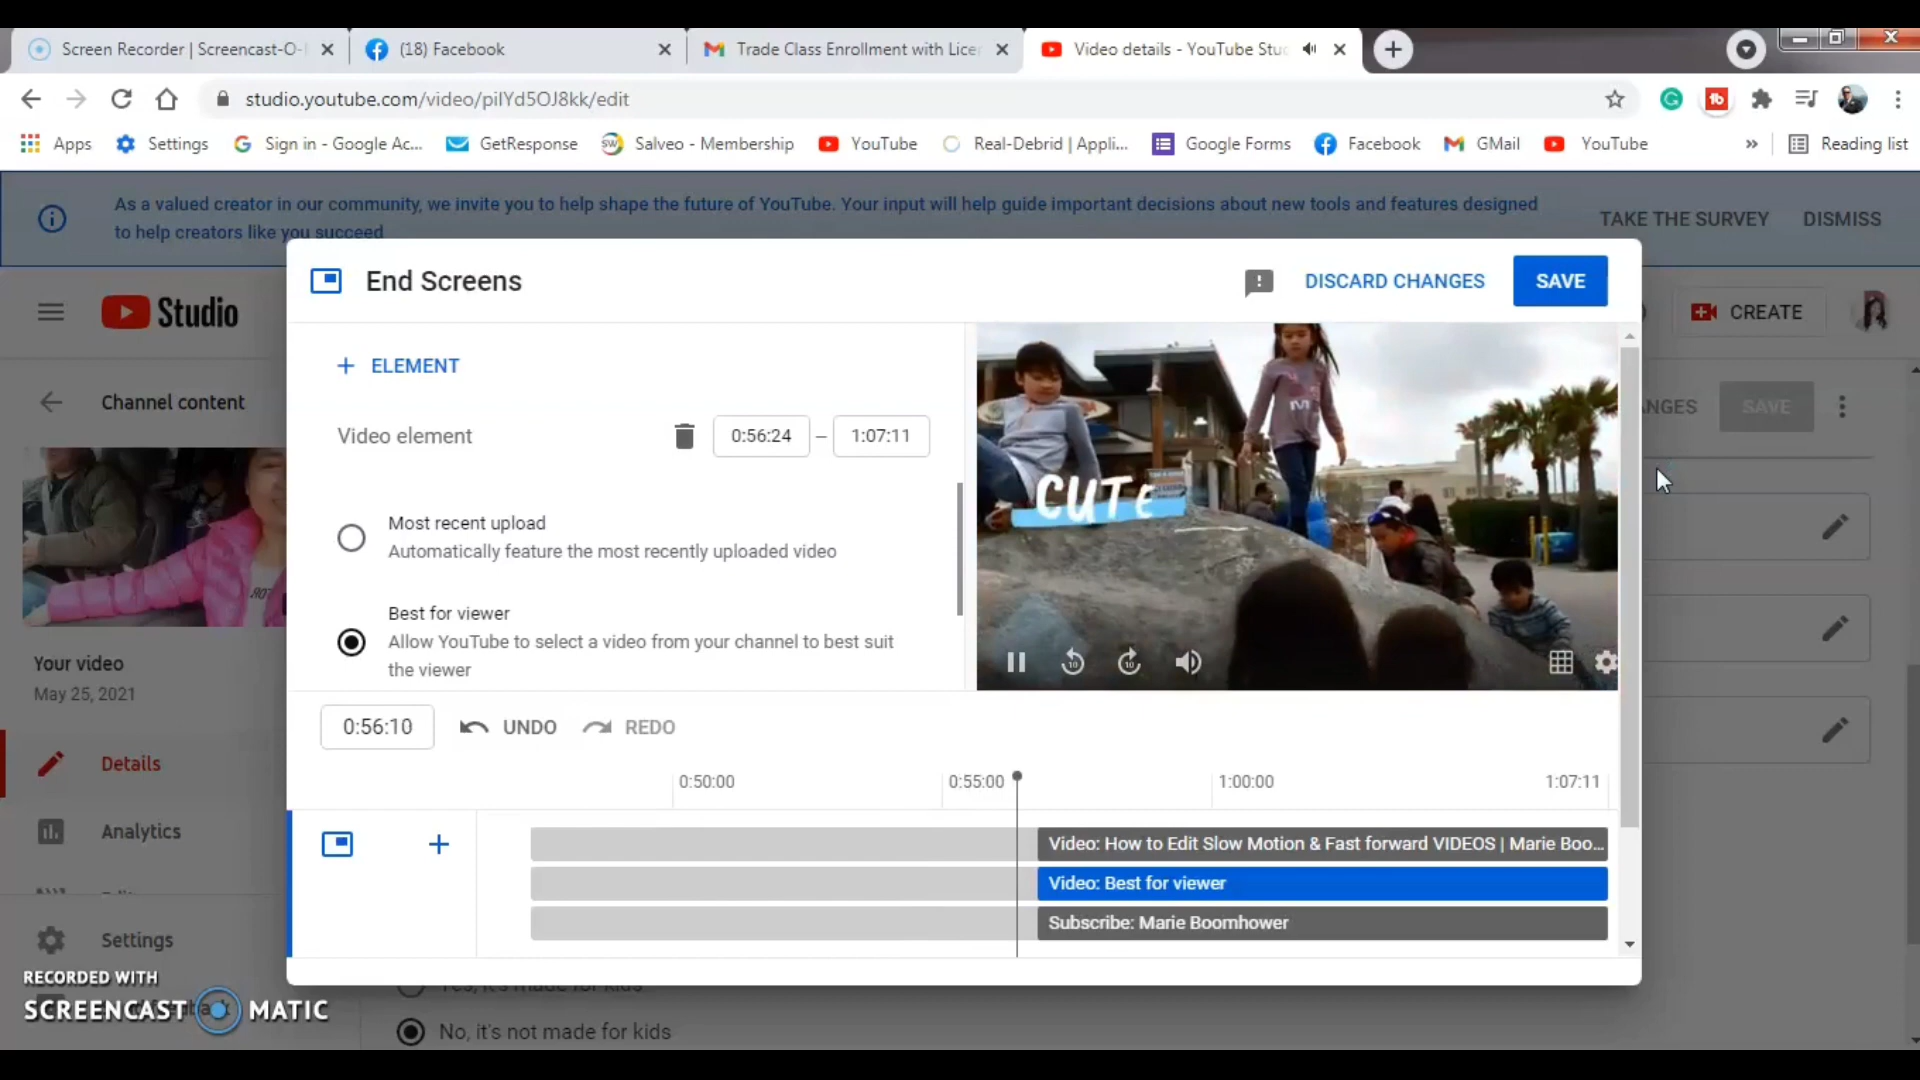 Screen Recorder | Screencast-O-
(18) Facebook
Trade Class Enrollment with Licen
Video details - YouTube Stud
studio.youtube.com/video/pilYd5OJ8kk/edit
Apps
Settings
Sign in - Google Ac...
GetResponse
Salveo - Membership
YouTube
Real-Debrid | Appli...
Google Forms
Facebook
GMail
YouTube
»
Reading list
As a valued creator in our community, we invite you to help shape the future of YouTube. Your input will help guide important decisions about new tools and features designed
to help creators like you succeed
TAKE THE SURVEY
DISMISS
End Screens
DISCARD CHANGES
SAVE
Studio
CREATE
+ ELEMENT
Channel content
NGES
SAVE
Video element
0:56:24 – 1:07:11
CUTE
Most recent upload
Automatically feature the most recently uploaded video
Best for viewer
Allow YouTube to select a video from your channel to best suit
the viewer
10
10
Your video
May 25, 2021
0:56:10
UNDO
REDO
Details
0:50:00
0:55:00
1:00:00
1:07:11
Analytics
Video: How to Edit Slow Motion & Fast forward VIDEOS | Marie Boo...
Video: Best for viewer
Subscribe: Marie Boomhower
Settings
RECORDED WITH
SCREENCAST MATIC
Yes, it's made for kids
No, it's not made for kids